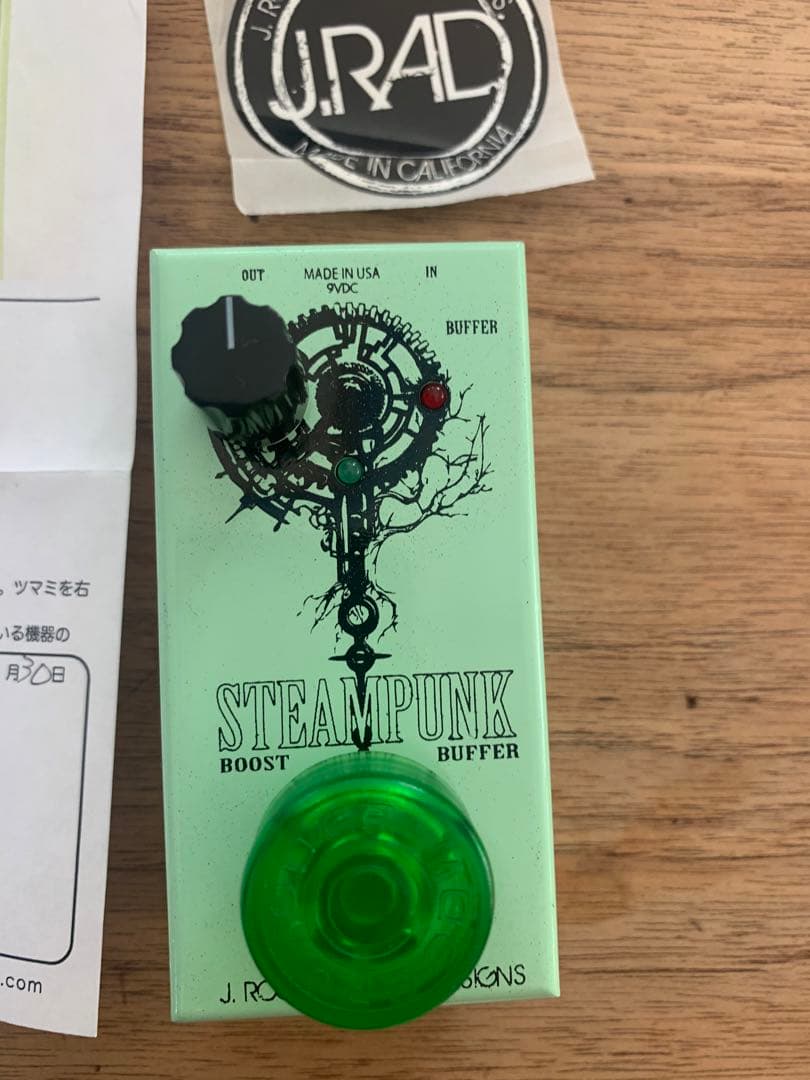 J.RAD
MADE IN CALIFORNIA
OUT MADE IN USA IN
9VDC
BUFFER
。ツマミを右
いる機器の
月30日
STEAMPUNK
BOOST BUFFER
.com
J. RO SIGNS